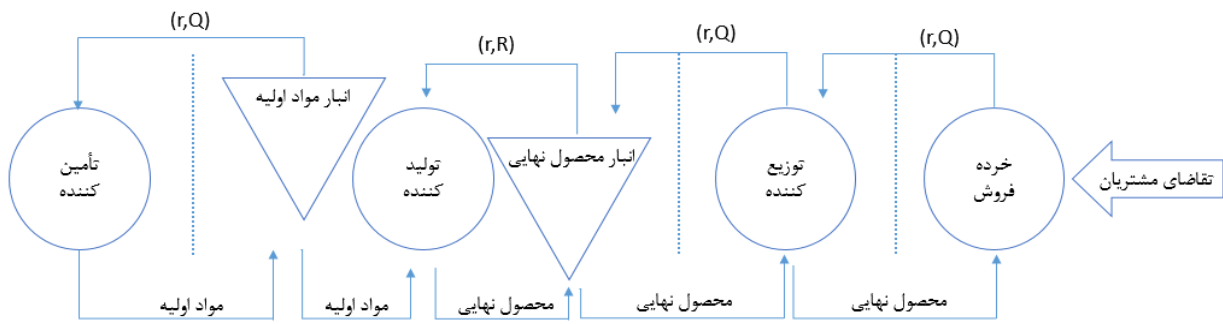 (r,Q)
(r,R)
(r,Q)
(r,Q)
انبار مواد اولیه
تأمین
کننده
تولید
کننده
انبار محصول نهایی
توزیع
کننده
خرده
فروش
تقاضای مشتریان
مواد اولیه
مواد اولیه
محصول نهایی
محصول نهایی
محصول نهایی